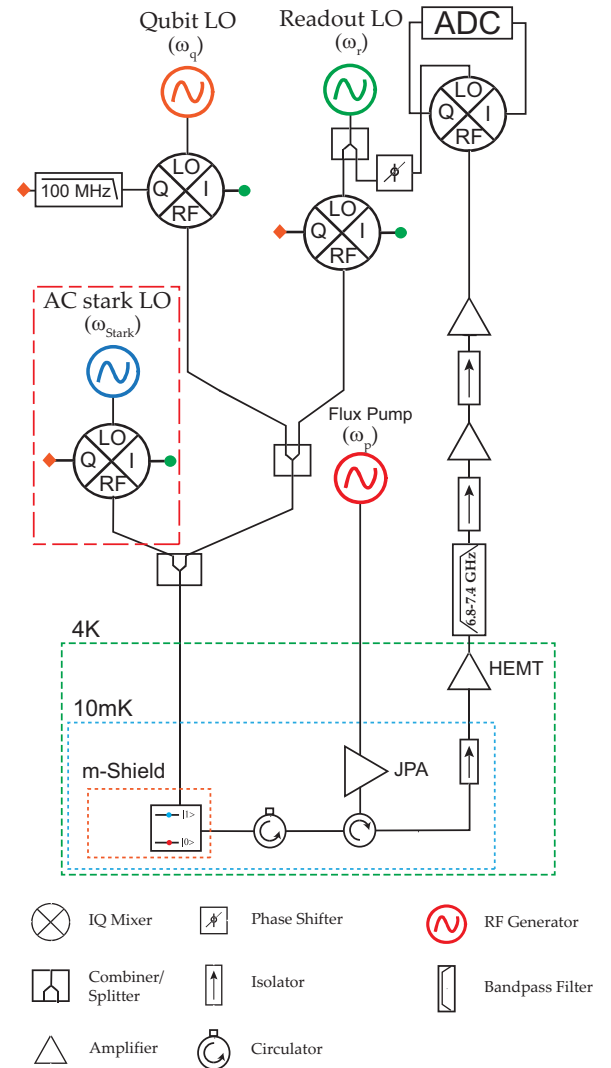 Qubit LO
(ω_q)
Readout LO
(ω_r)
ADC
LO
Q I
RF
100 MHz
LO
Q I
RF
ϕ
LO
Q I
RF
AC stark LO
(ω_Stark)
LO
Q I
RF
Flux Pump
(ω_p)
6.8-7.4 GHz
4K
HEMT
10mK
JPA
m-Shield
|1>
|0>
IQ Mixer
ϕ
Phase Shifter
RF Generator
Combiner/
Splitter
Isolator
Bandpass Filter
Amplifier
Circulator